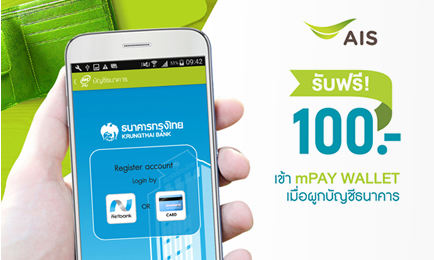 AIS
รับฟรี!
100.-
เข้า mPAY WALLET
เมื่อผูกบัญชีธนาคาร
61% 09:42
บัญชีธนาคาร
ธนาคารกรุงไทย
KRUNGTHAI BANK
Register account
Login by
Netbank
OR
CARD